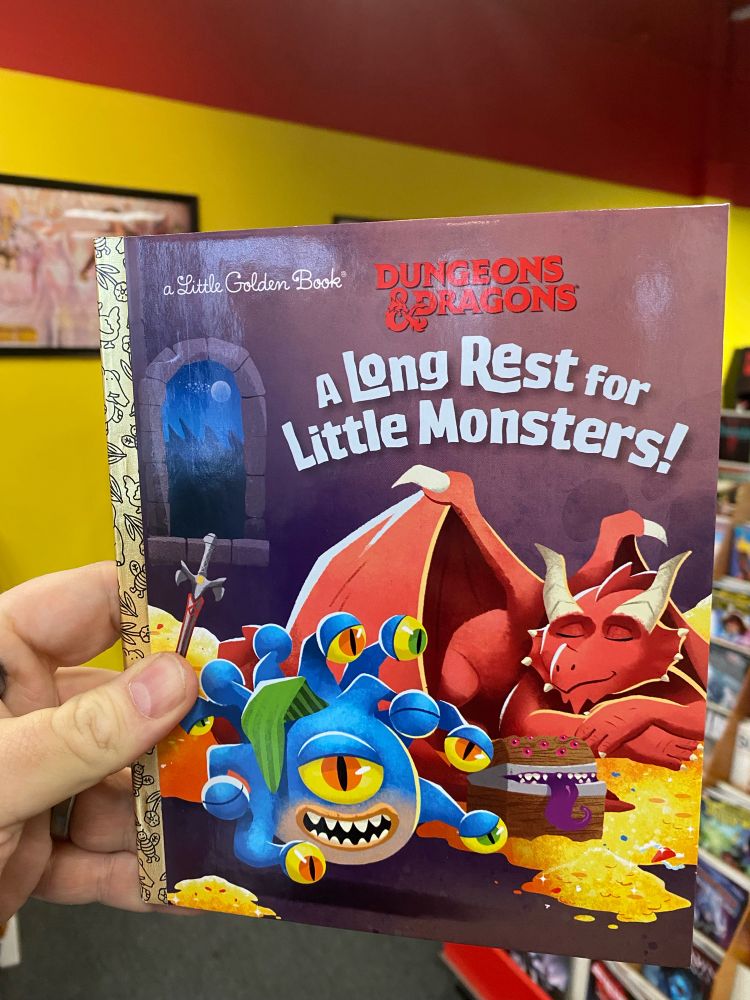 a Little Golden Book®
DUNGEONS
& DRAGONS
A Long Rest for
Little Monsters!